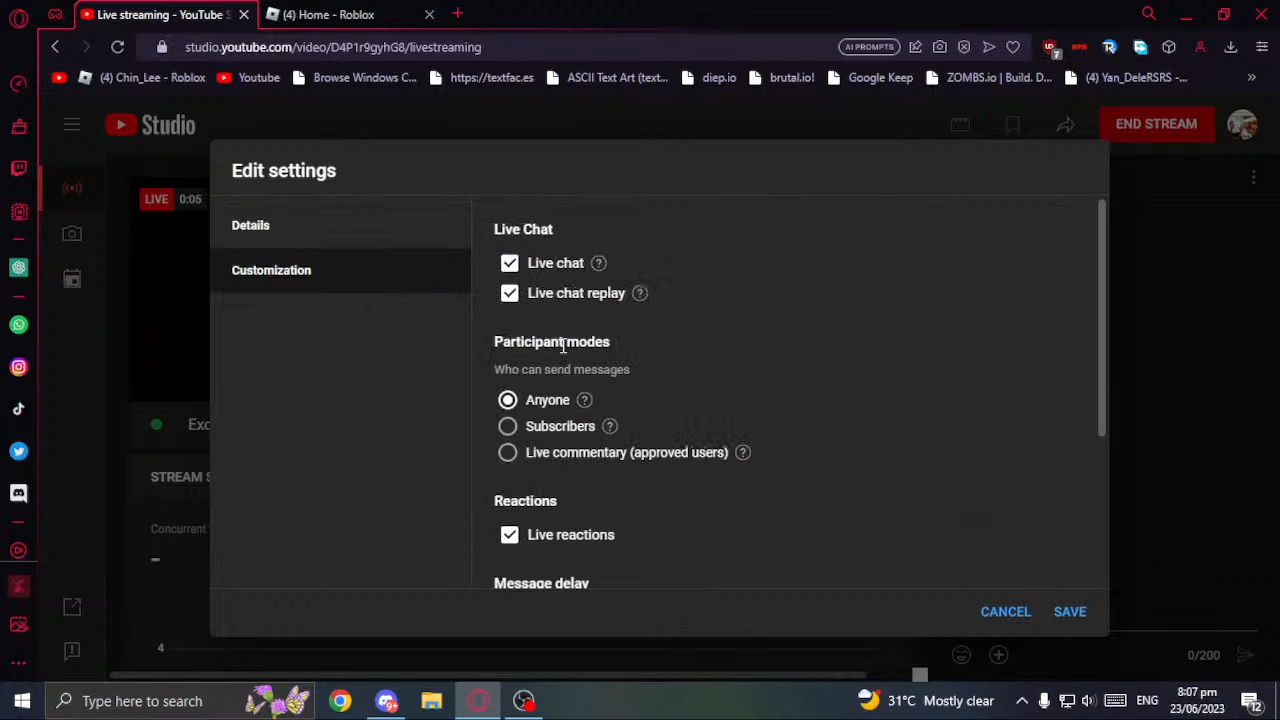 Live streaming - YouTube S
(4) Home - Roblox
studio.youtube.com/video/D4P1r9gyhG8/livestreaming
AI PROMPTS
7
(4) Chin_Lee - Roblox
Youtube
Browse Windows C...
https://textfac.es
ASCII Text Art (text...
diep.io
brutal.io!
Google Keep
ZOMBS.io | Build. D...
(4) Yan_DeleRSRS -...
Studio
END STREAM
Edit settings
LIVE 0:05
Details
Customization
Live Chat
Live chat
Live chat replay
Participant modes
Who can send messages
Anyone
Subscribers
Live commentary (approved users)
Reactions
Live reactions
Message delay
Exc
STREAM S
Concurrent
4
CANCEL
SAVE
0/200
Type here to search
31°C Mostly clear
ENG
8:07 pm
23/06/2023
12